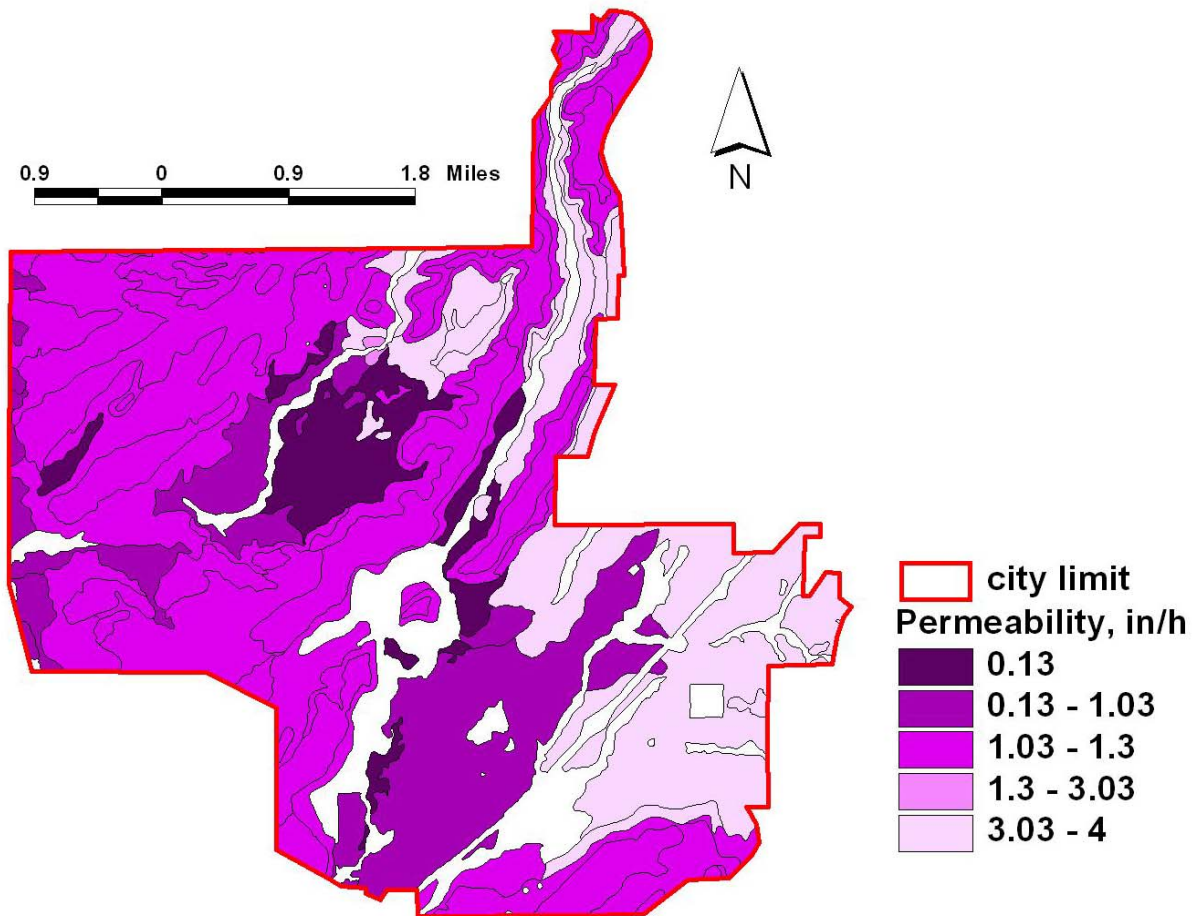 0.9 0 0.9 1.8 Miles
N
city limit
Permeability, in/h
0.13
0.13 - 1.03
1.03 - 1.3
1.3 - 3.03
3.03 - 4